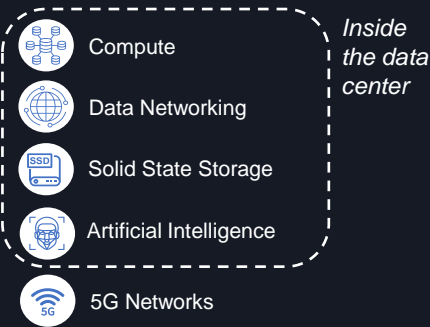 Compute
Inside
the data
center
Data Networking
SSD
Solid State Storage
Artificial Intelligence
5G
5G Networks